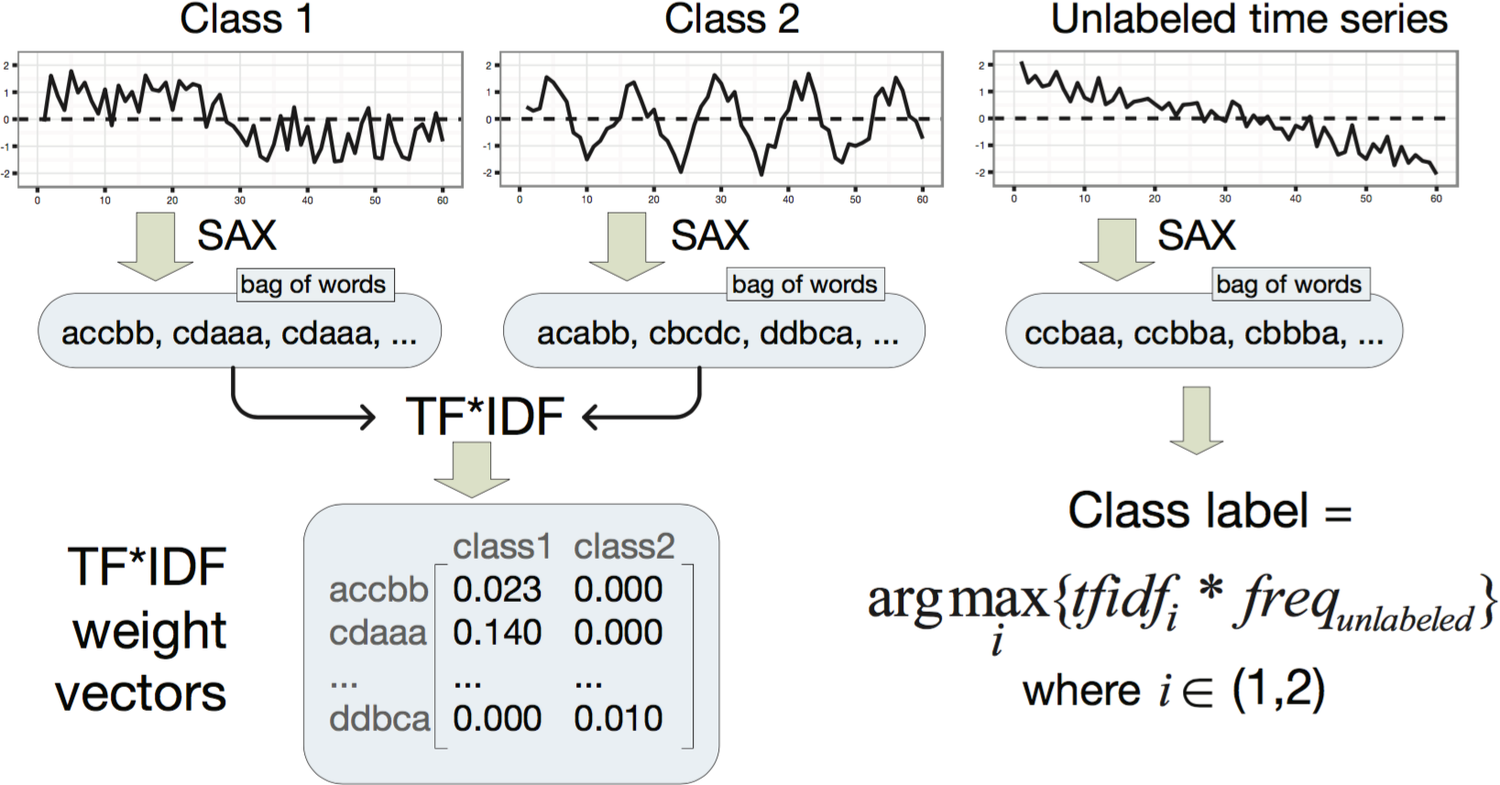 Class 1
Class 2
Unlabeled time series
2
1
0
-1
-2
0 10 20 30 40 50 60
2
1
0
-1
-2
0 10 20 30 40 50 60
2
1
0
-1
-2
0 10 20 30 40 50 60
SAX
SAX
SAX
bag of words
bag of words
bag of words
accbb, cdaaa, cdaaa, ...
acabb, cbcdc, ddbca, ...
ccbaa, ccbba, cbbba, ...
TF*IDF
TF*IDF
weight
vectors
class1 class2
accbb 0.023 0.000
cdaaa 0.140 0.000
... ... ...
ddbca 0.000 0.010
Class label =
arg max{tfidf_i * freq_unlabeled}
i
where i ∈ (1,2)